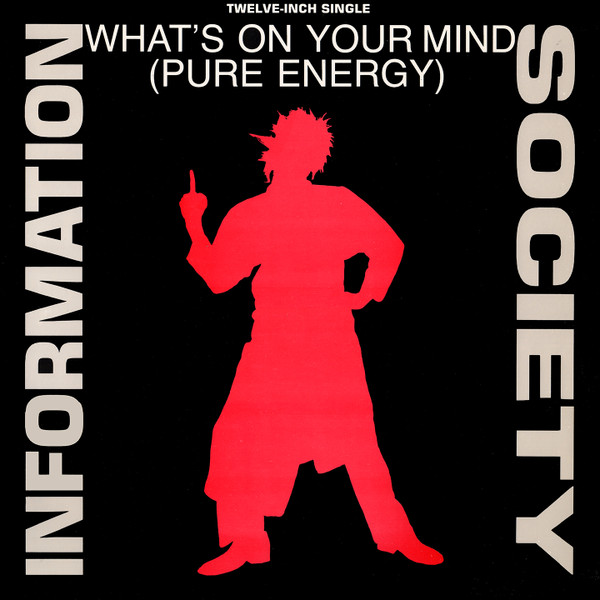 TWELVE-INCH SINGLE
WHAT'S ON YOUR MIND
(PURE ENERGY)
INFORMATION
SOCIETY